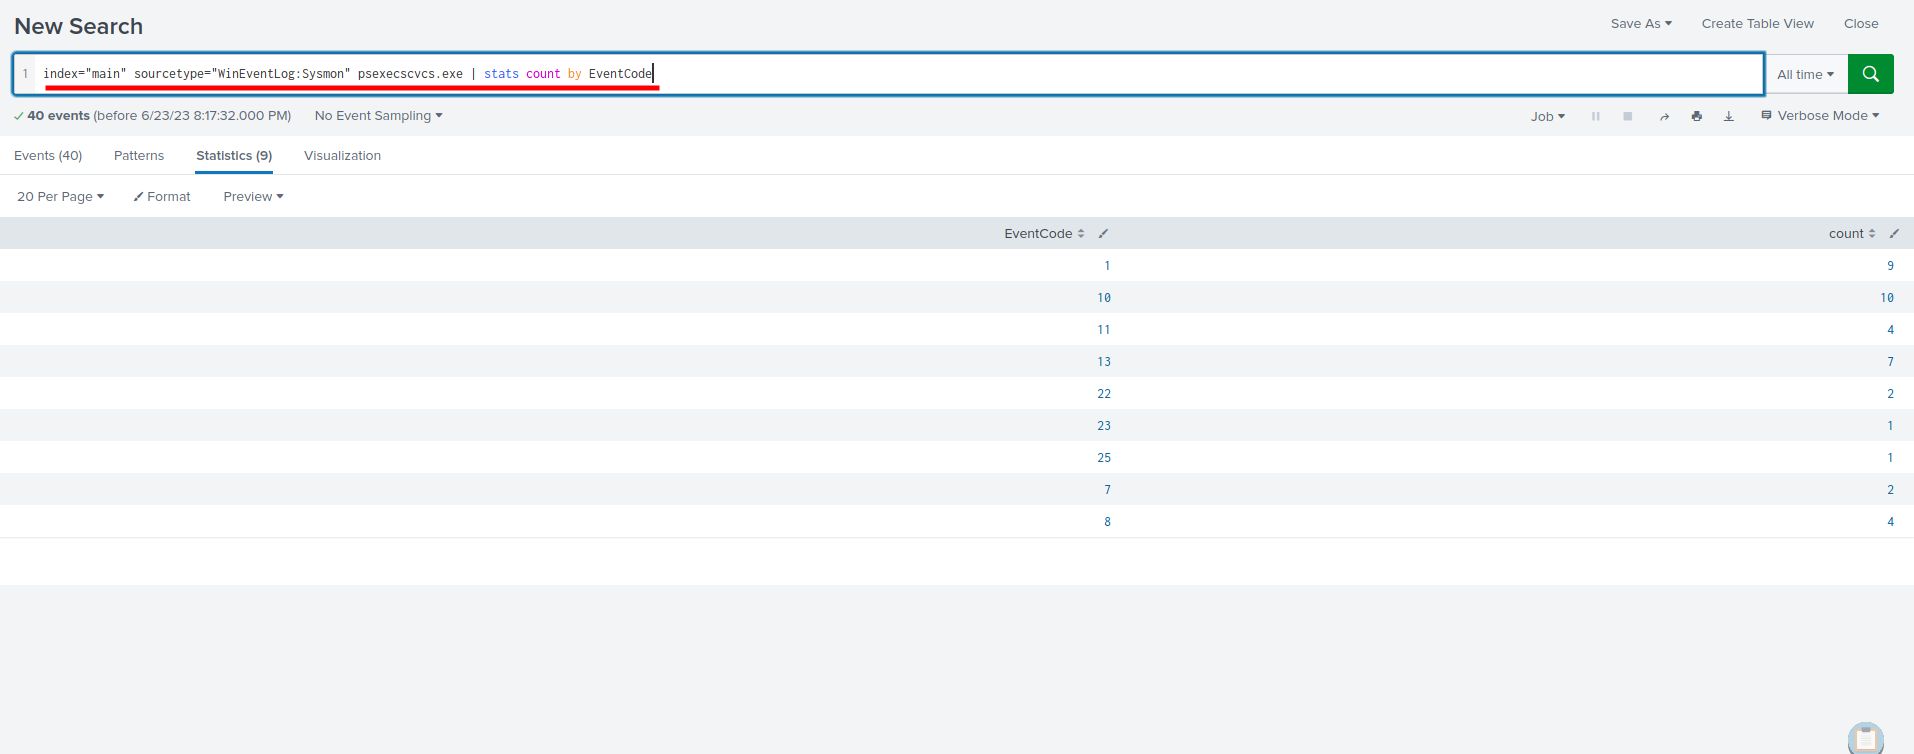 New Search
Save As
Create Table View
Close
1 index="main" sourcetype="WinEventLog:Sysmon" psexecscvcs.exe | stats count by EventCode
All time
40 events (before 6/23/23 8:17:32.000 PM)
No Event Sampling
Job
Verbose Mode
Events (40)
Patterns
Statistics (9)
Visualization
20 Per Page
Format
Preview
EventCode count
1 9
10 10
11 4
13 7
22 2
23 1
25 1
7 2
8 4